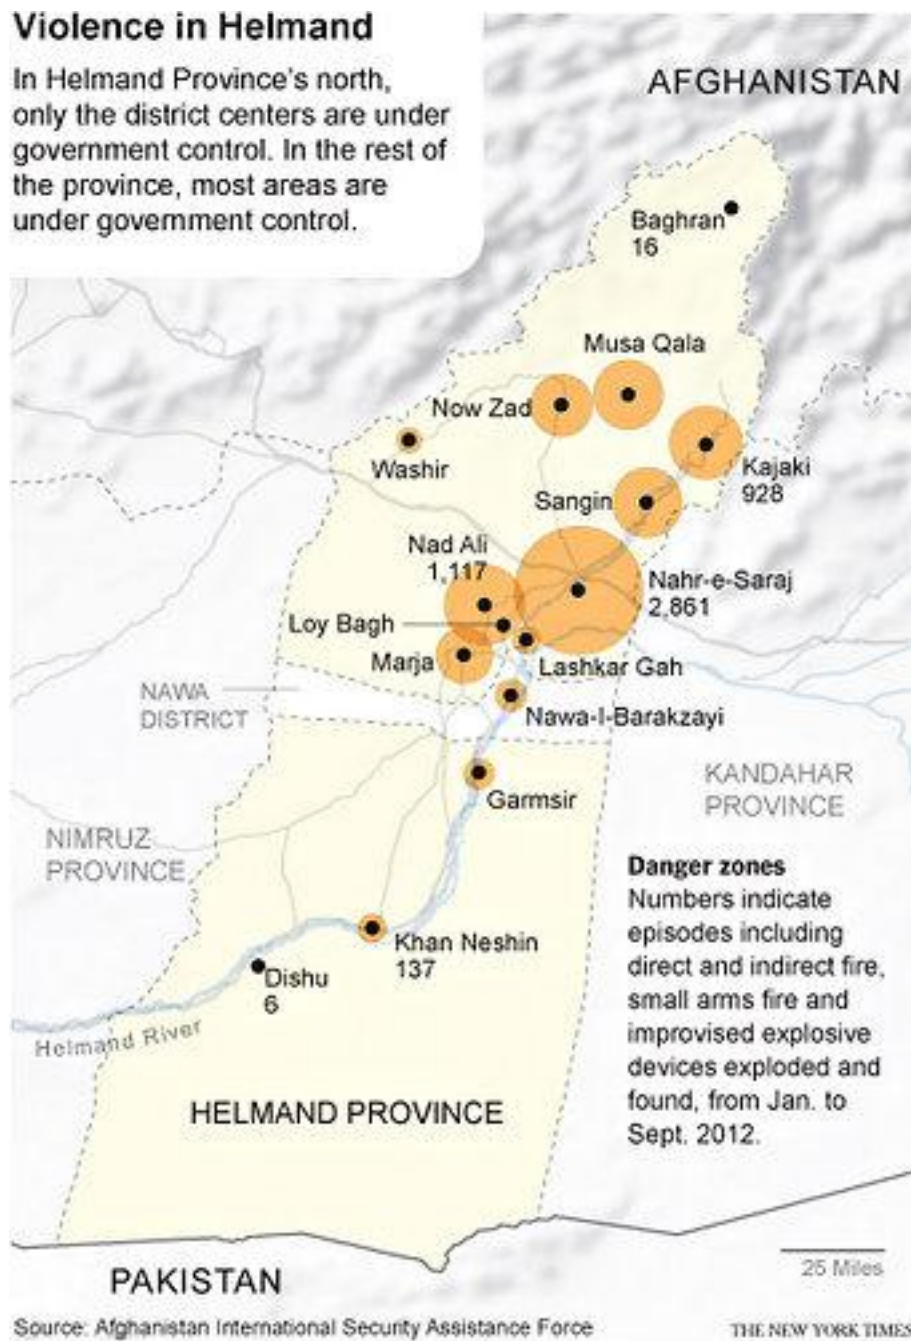 Violence in Helmand
In Helmand Province's north,
only the district centers are under
government control. In the rest of
the province, most areas are
under government control.
AFGHANISTAN
Baghran
16
Musa Qala
Now Zad
Washir
Kajaki
928
Sangin
Nad Ali
1,117
Nahr-e-Saraj
2,861
Loy Bagh
Marja
Lashkar Gah
NAWA
DISTRICT
Nawa-I-Barakzayi
Garmsir
KANDAHAR
PROVINCE
NIMRUZ
PROVINCE
Danger zones
Numbers indicate
episodes including
direct and indirect fire,
small arms fire and
improvised explosive
devices exploded and
found, from Jan. to
Sept. 2012.
Khan Neshin
137
Dishu
6
Helmand River
HELMAND PROVINCE
25 Miles
PAKISTAN
Source: Afghanistan International Security Assistance Force
THE NEW YORK TIMES